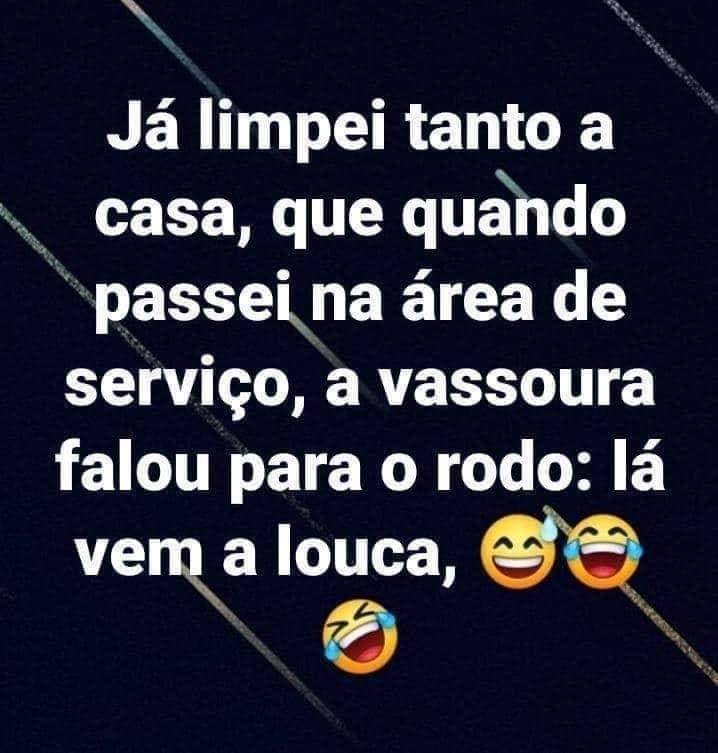 Já limpei tanto a
casa, que quando
passei na área de
serviço, a vassoura
falou para o rodo: lá
vem a louca, 😅😂
🤣